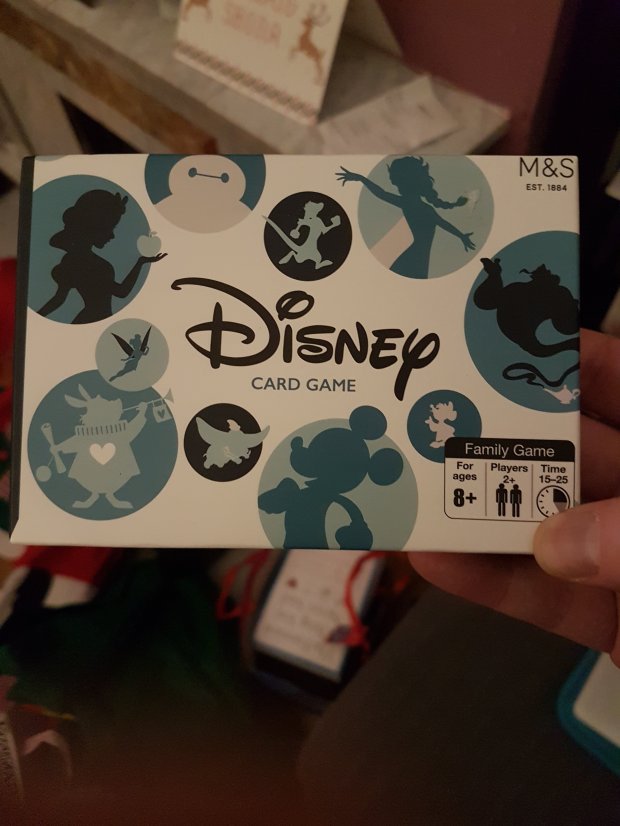 M&S
EST. 1884
DISNEY
CARD GAME
Family Game
For ages 8+
Players 2+
Time 15-25